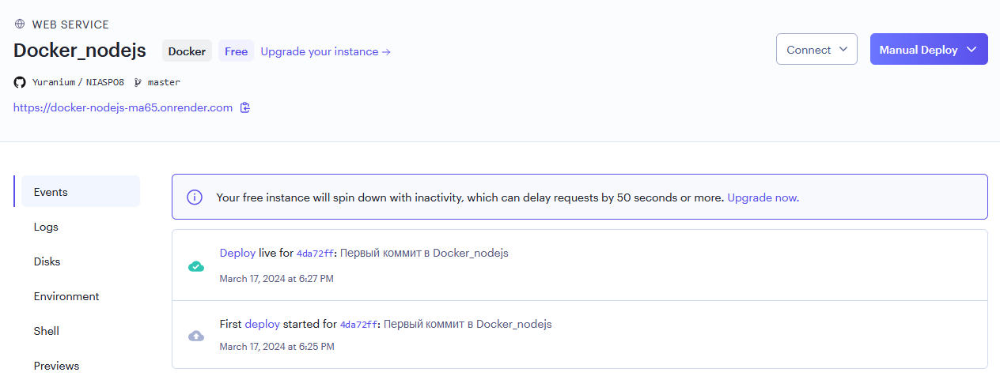 WEB SERVICE
Docker_nodejs Docker Free Upgrade your instance → Connect Manual Deploy
Yuranium / NIASPO8 master
https://docker-nodejs-ma65.onrender.com
Events
Logs
Disks
Environment
Shell
Previews
Your free instance will spin down with inactivity, which can delay requests by 50 seconds or more. Upgrade now.
Deploy live for 4da72ff: Первый коммит в Docker_nodejs
March 17, 2024 at 6:27 PM
First deploy started for 4da72ff: Первый коммит в Docker_nodejs
March 17, 2024 at 6:25 PM